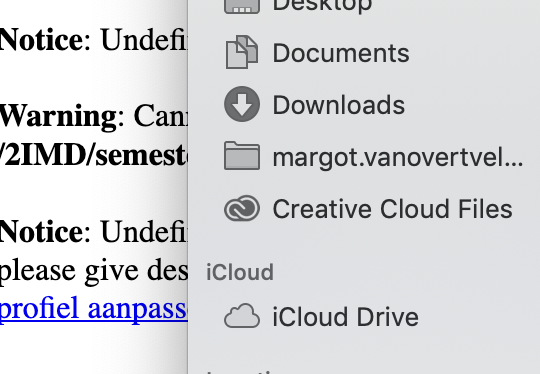 Notice: Undefi
Warning: Can
/2IMD/semest
Notice: Undefi
please give des
profiel aanpass
Desktop
Documents
Downloads
margot.vanovertvel...
Creative Cloud Files
iCloud
iCloud Drive